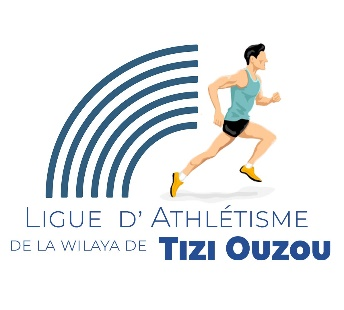 LIGUE D' ATHLÉTISME
DE LA WILAYA DE TIZI OUZOU